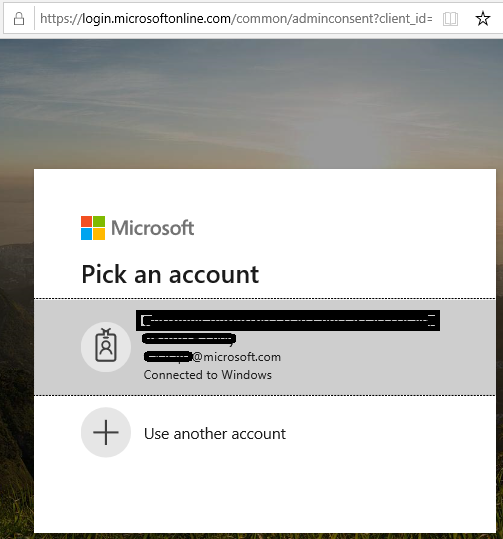 https://login.microsoftonline.com/common/adminconsent?client_id=
Microsoft
Pick an account
@microsoft.com
Connected to Windows
Use another account